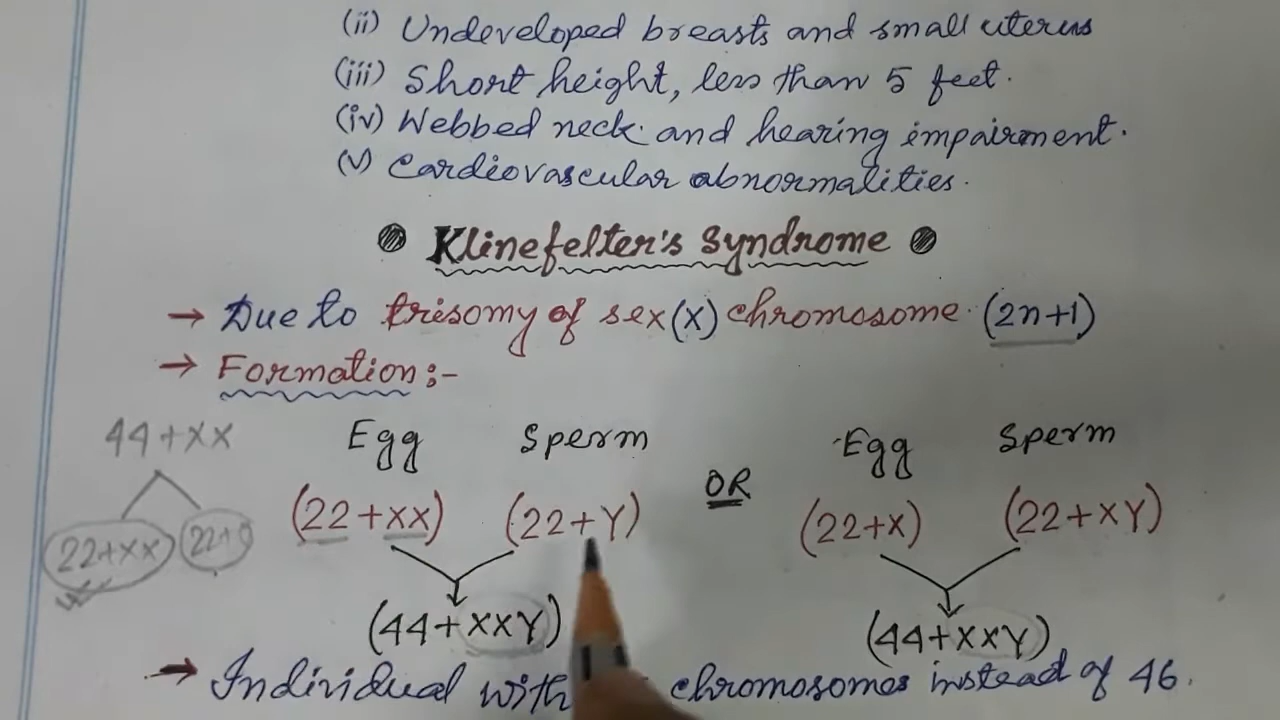 (ii) Undeveloped breasts and small uterus
(iii) Short height, less than 5 feet.
(iv) Webbed neck and hearing impairment.
(v) Cardiovascular abnormalities.
Klinefelter's Syndrome
→ Due to trisomy of sex(X) chromosome (2n+1)
→ Formation:-
44+XX
22+XX 22+0
Egg Sperm
(22+XX) (22+Y)
(44+XXY)
OR
Egg Sperm
(22+X) (22+XY)
(44+XXY)
→ Individual with chromosomes instead of 46.